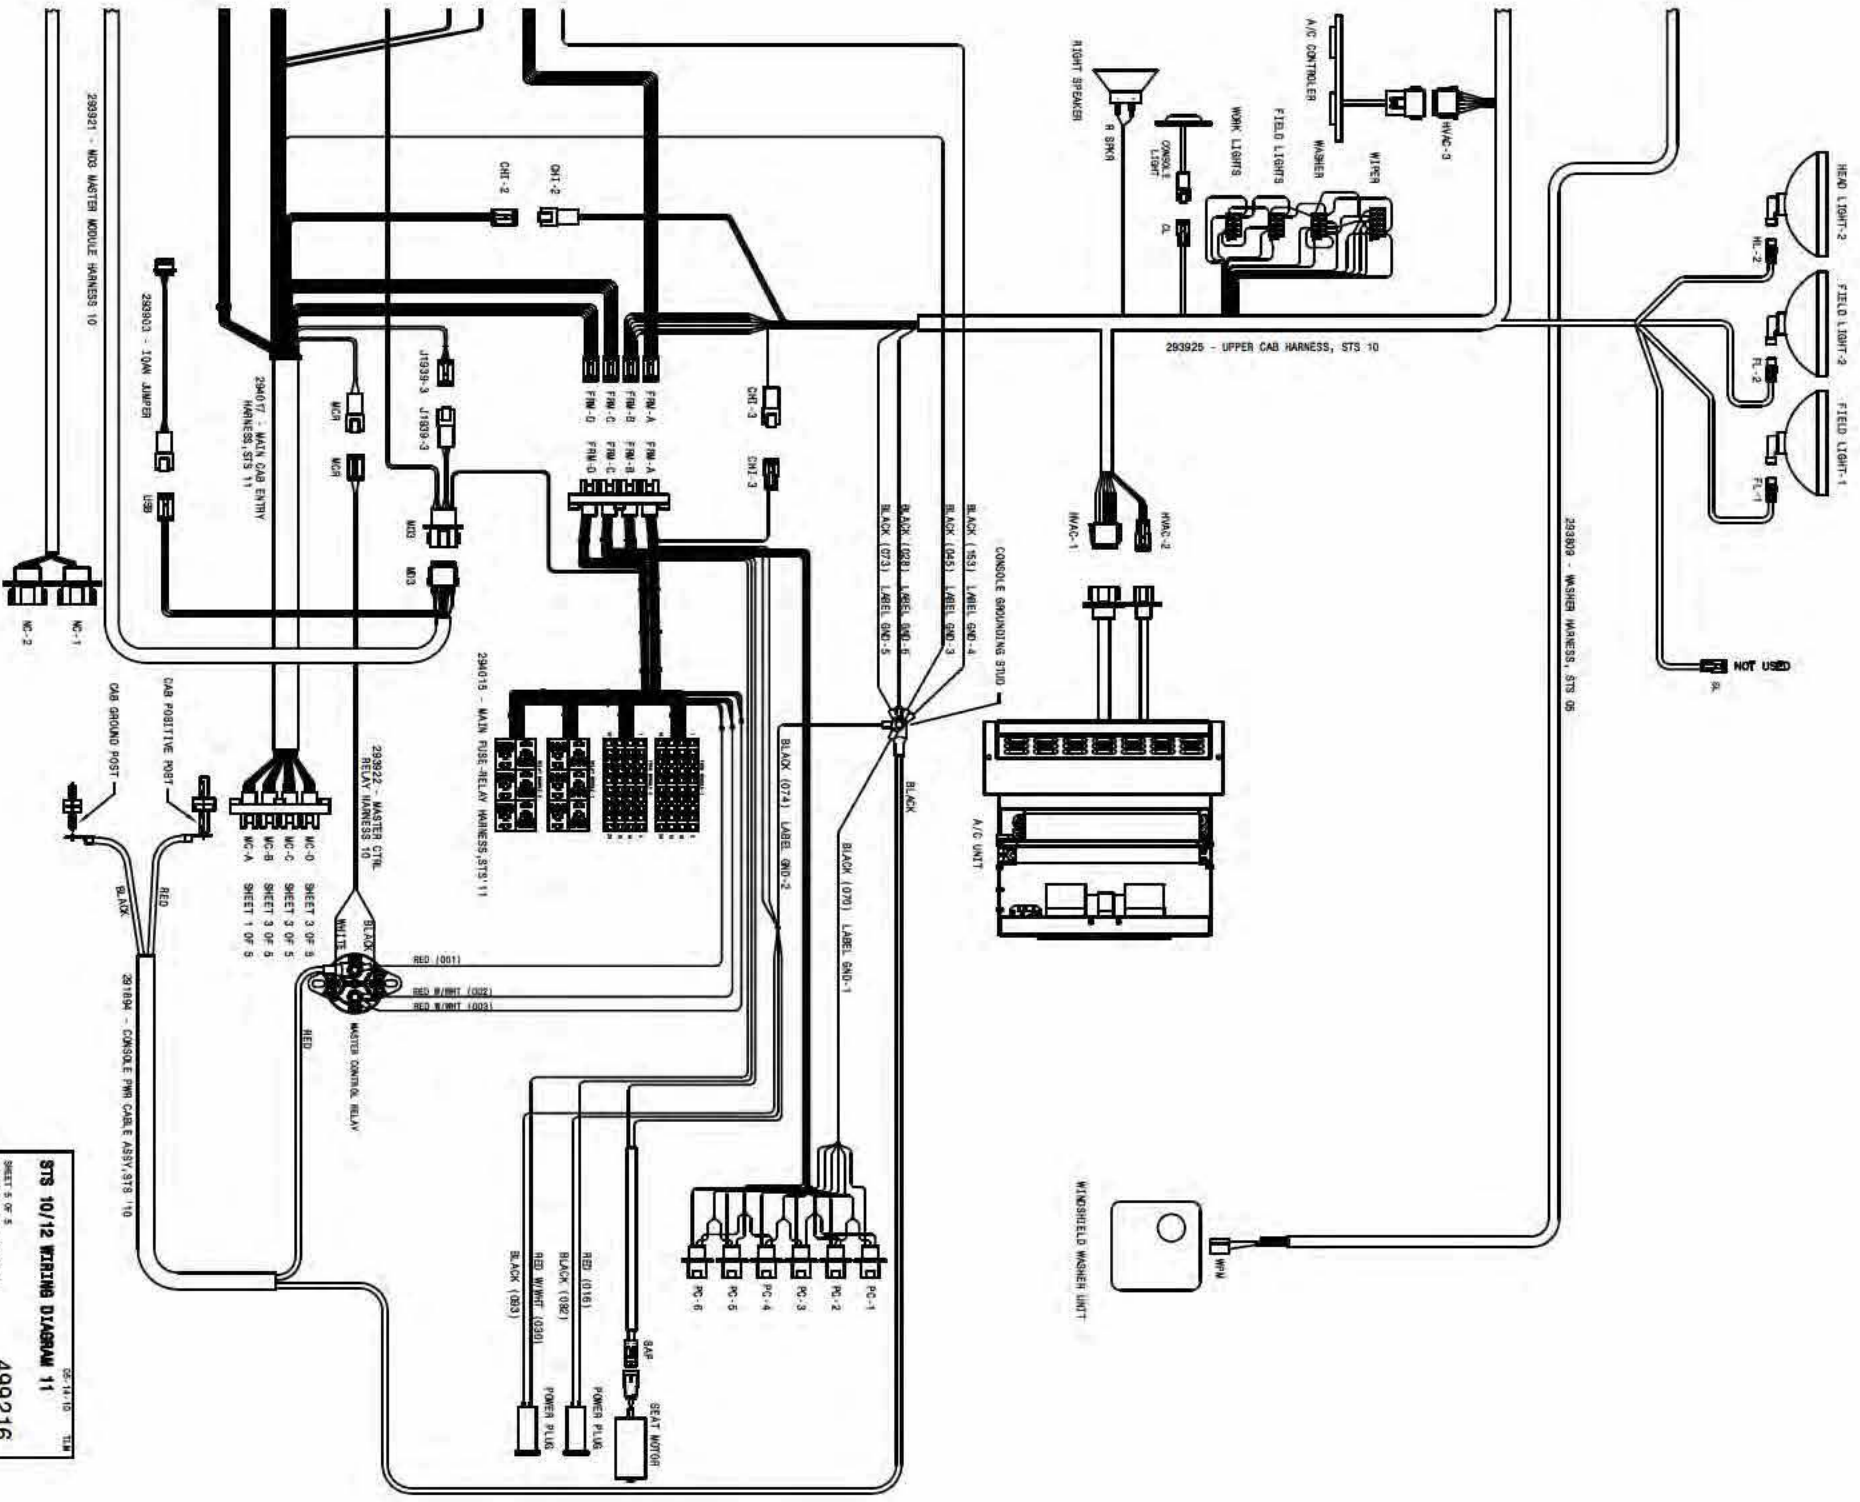 HEAD LIGHT-2
HL-2
FIELD LIGHT-2
FL-2
FIELD LIGHT-1
FL-1
NOT USED
293809 - WASHER HARNESS, STS 05
WINDSHIELD WASHER UNIT
WPM
A/C CONTROLER
HVAC-3
WIPER
WASHER
FIELD LIGHTS
WORK LIGHTS
CONSOLE
LIGHT
CL
RIGHT SPEAKER
R SPKR
293925 - UPPER CAB HARNESS, STS 10
HVAC-2
HVAC-1
A/C UNIT
CONSOLE GROUNDING STUD
BLACK (153) LABEL GND-4
BLACK (045) LABEL GND-3
BLACK (028) LABEL GND-6
BLACK (073) LABEL GND-5
BLACK
BLACK (070) LABEL GND-1
BLACK (074) LABEL GND-2
CHI-2
CHI-2
CHI-3
CHI-3
FRM-A
FRM-B
FRM-C
FRM-D
FRM-A
FRM-B
FRM-C
FRM-D
J1939-3
J1939-3
MCR
MCR
MD3
MD3
294015 - MAIN FUSE-RELAY HARNESS,STS'11
PC-1
PC-2
PC-3
PC-4
PC-5
PC-6
SAP
SEAT MOTOR
POWER PLUG
POWER PLUG
RED (016)
BLACK (092)
RED W/WHT (030)
BLACK (093)
RED (001)
RED W/WHT (002)
RED W/WHT (003)
MASTER CONTROL RELAY
BLACK
WHITE
RED
293922 - MASTER CTRL
RELAY HARNESS 10
294017 - MAIN CAB ENTRY
HARNESS,STS 11
293903 - IQAN JUMPER
USB
293921 - MD3 MASTER MODULE HARNESS 10
MC-D SHEET 3 OF 5
MC-C SHEET 3 OF 5
MC-B SHEET 3 OF 5
MC-A SHEET 1 OF 5
CAB POSITIVE POST
CAB GROUND POST
RED
BLACK
291894 - CONSOLE PWR CABLE ASSY,STS '10
NC-1
NC-2
05-14-10 TLM
STS 10/12 WIRING DIAGRAM 11
SHEET 5 OF 5
499216